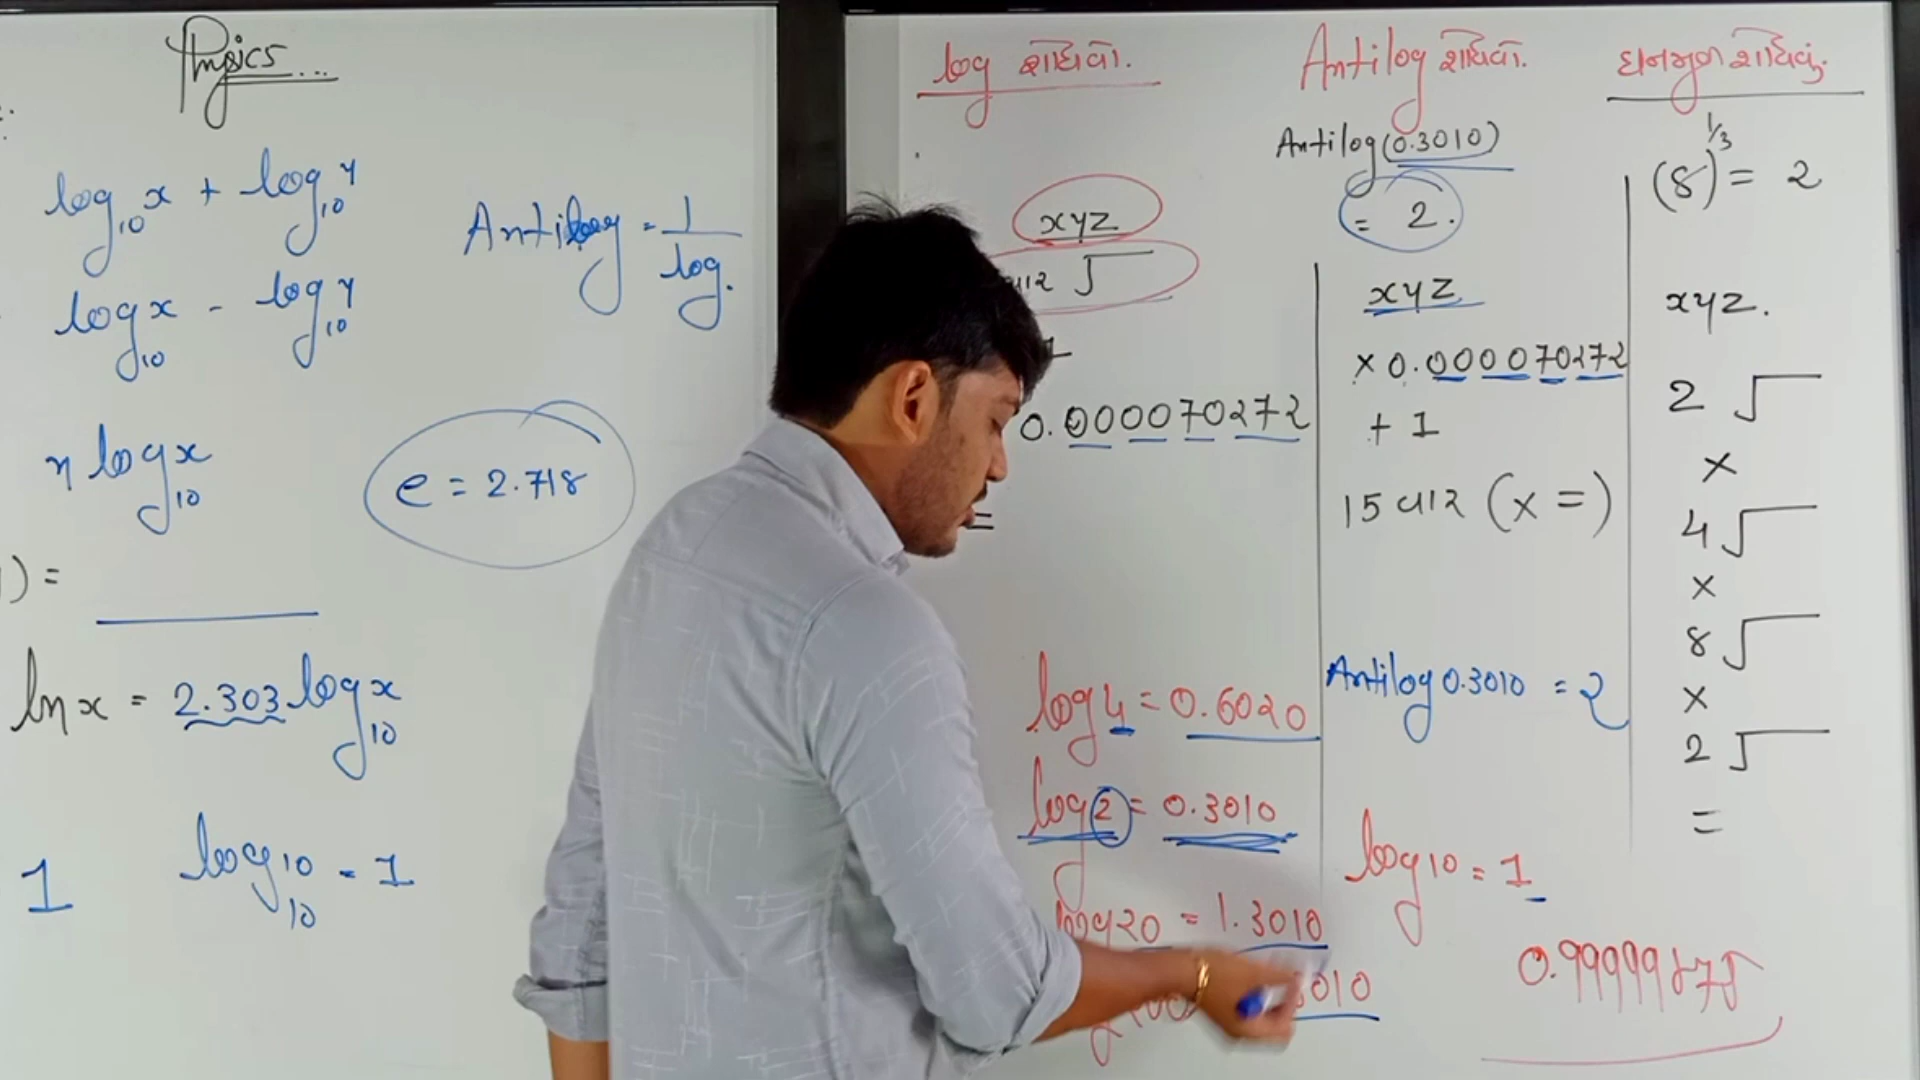 Physics...
log₁₀x + log₁₀y
log₁₀x - log₁₀y
n log₁₀x
) =
ln x = 2.303 log₁₀x
1
log₁₀10 = 1
Antilog = 1/log.
e = 2.718
log શોધવો.
xyz
√
0.000070272
=
log 4 = 0.6020
log 2 = 0.3010
log 20 = 1.3010
3010
Antilog શોધવો.
Antilog (0.3010)
= 2.
xyz
× 0.000070272
+ 1
15 વાર (× =)
Antilog 0.3010 = 2
log 10 = 1
0.99999875
ઘનમૂળ શોધવું.
(8)^1/3 = 2
xyz.
2 √
×
4 √
×
8 √
×
2 √
=